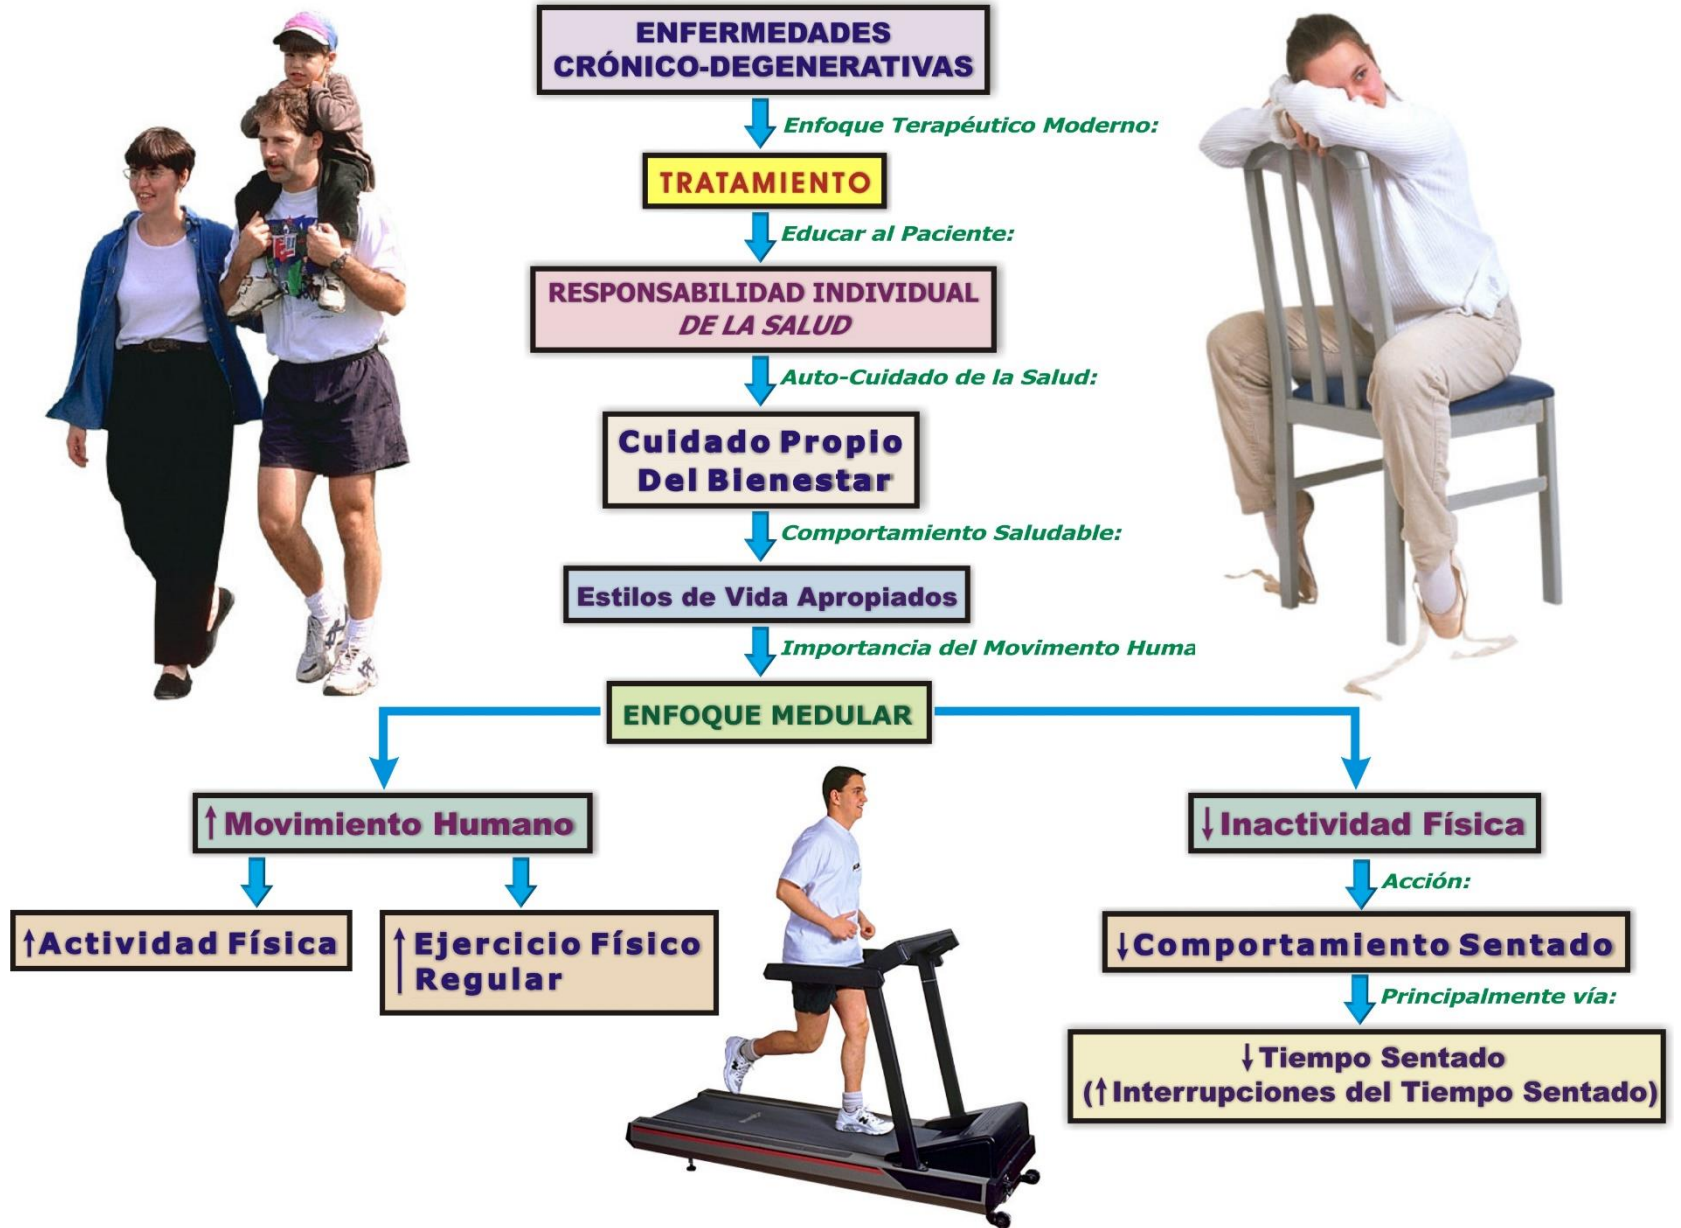 ENFERMEDADES
CRÓNICO-DEGENERATIVAS
Enfoque Terapéutico Moderno:
TRATAMIENTO
Educar al Paciente:
RESPONSABILIDAD INDIVIDUAL
DE LA SALUD
Auto-Cuidado de la Salud:
Cuidado Propio
Del Bienestar
Comportamiento Saludable:
Estilos de Vida Apropiados
Importancia del Movimento Huma
ENFOQUE MEDULAR
↑ Movimiento Humano
↑ Actividad Física
↑ Ejercicio Físico
Regular
↓ Inactividad Física
Acción:
↓ Comportamiento Sentado
Principalmente vía:
↓ Tiempo Sentado
(↑ Interrupciones del Tiempo Sentado)